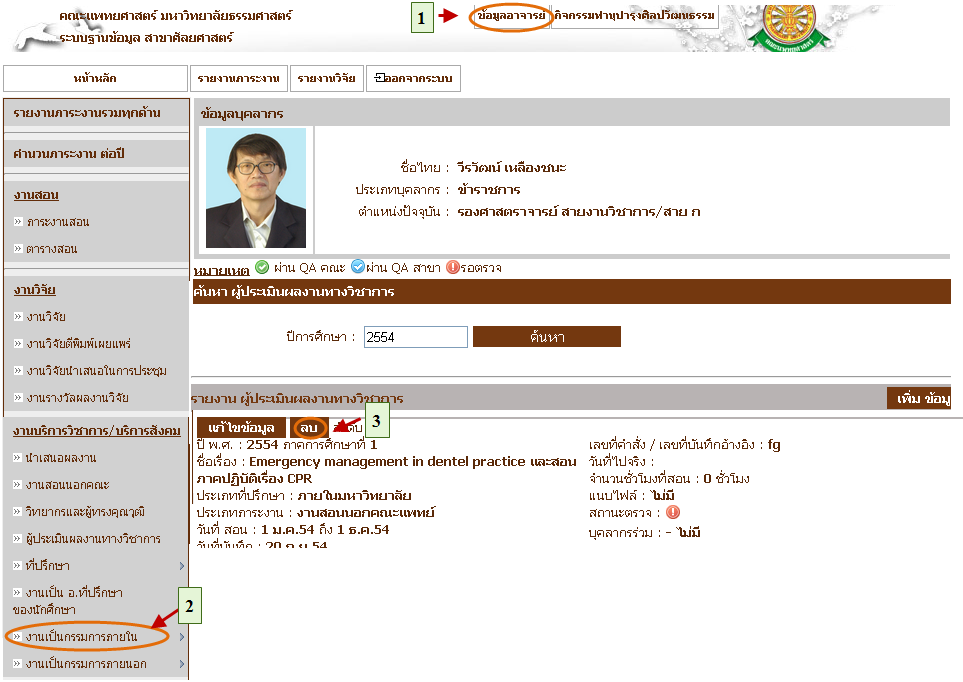 คณะแพทยศาสตร์ มหาวิทยาลัยธรรมศาสตร์
ระบบฐานข้อมูล สาขาศัลยศาสตร์
1
ข้อมูลอาจารย์
กิจกรรมทำนุบำรุงศิลปวัฒนธรรม
หน้าหลัก
รายงานภาระงาน
รายงานวิจัย
ออกจากระบบ
รายงานภาระงานรวมทุกด้าน
คำนวนภาระงาน ต่อปี
งานสอน
» ภาระงานสอน
» ตารางสอน
งานวิจัย
» งานวิจัย
» งานวิจัยตีพิมพ์เผยแพร่
» งานวิจัยนำเสนอในการประชุม
» งานรางวัลผลงานวิจัย
งานบริการวิชาการ/บริการสังคม
» นำเสนอผลงาน
» งานสอนนอกคณะ
» วิทยากรและผู้ทรงคุณวุฒิ
» ผู้ประเมินผลงานทางวิชาการ
» ที่ปรึกษา
» งานเป็น อ.ที่ปรึกษา
ของนักศึกษา
2
» งานเป็นกรรมการภายใน
» งานเป็นกรรมการภายนอก
ข้อมูลบุคลากร
ชื่อไทย : วีรวัฒน์ เหลืองชนะ
ประเภทบุคลากร : ข้าราชการ
ตำแหน่งปัจจุบัน : รองศาสตราจารย์ สายงานวิชาการ/สาย ก
หมายเหตุ ผ่าน QA คณะ ผ่าน QA สาขา รอตรวจ
ค้นหา ผู้ประเมินผลงานทางวิชาการ
ปีการศึกษา : 2554 ค้นหา
รายงาน ผู้ประเมินผลงานทางวิชาการ
เพิ่ม ข้อมู
แก้ไขข้อมูล ลบ
3
ปี พ.ศ. : 2554 ภาคการศึกษาที่ 1
ชื่อเรื่อง : Emergency management in dentel practice และสอน
ภาคปฏิบัติเรื่อง CPR
ประเภทที่ปรึกษา : ภายในมหาวิทยาลัย
ประเภทภาระงาน : งานสอนนอกคณะแพทย์
วันที่ สอน : 1 ม.ค.54 ถึง 1 ธ.ค.54
วันที่บันทึก : 20 ก.ย.54
เลขที่คำสั่ง / เลขที่บันทึกอ้างอิง : fg
วันที่ไปจริง :
จำนวนชั่วโมงที่สอน : 0 ชั่วโมง
แนบไฟล์ : ไม่มี
สถานะตรวจ :
บุคลากรร่วม : - ไม่มี